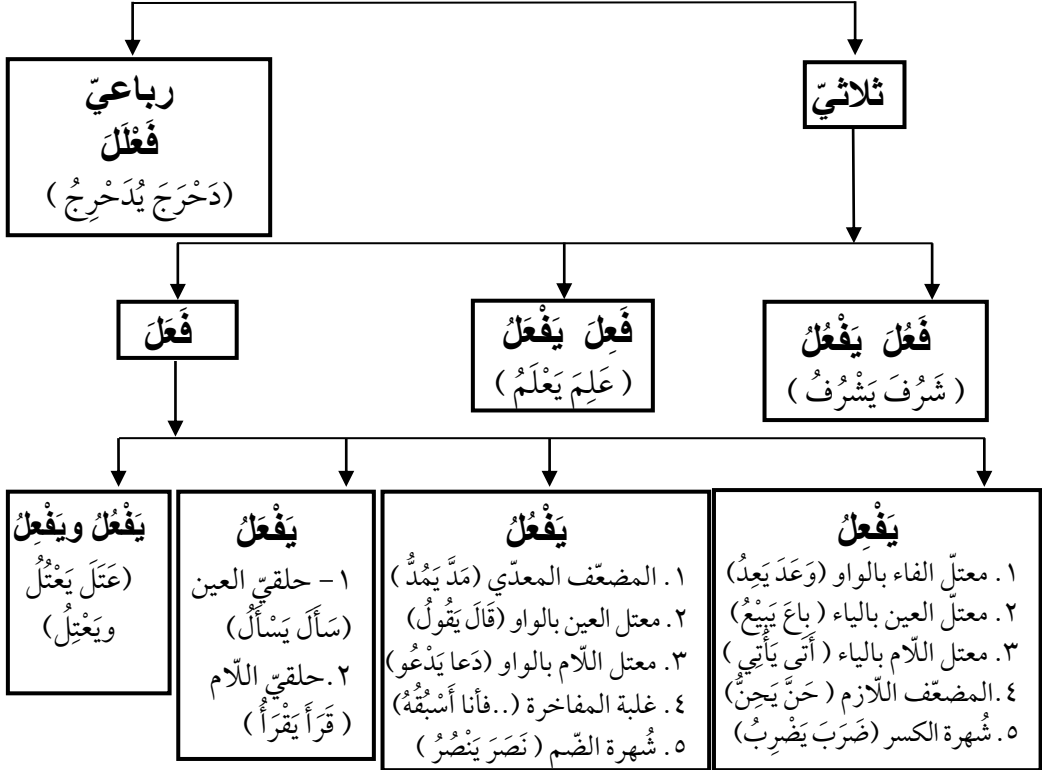 ثلاثيّ
رباعيّ
فَعْلَلَ
(دَحْرَجَ يُدَحْرِجُ )
فَعُلَ يَفْعُلُ
( شَرُفَ يَشْرُفُ )
فَعِلَ يَفْعَلُ
( عَلِمَ يَعْلَمُ )
فَعَلَ
يَفْعِلُ
١. معتلّ الفاء بالواو (وَعَدَ يَعِدُ)
٢. معتلّ العين بالياء ( باعَ يَبِيْعُ)
٣. معتل اللّام بالياء ( أَتَى يَأْتِي )
٤.المضعّف اللّازم ( حَنَّ يَحِنُّ)
٥. شُهرة الكسر (ضَرَبَ يَضْرِبُ)
يَفْعُلُ
١. المضعّف المعدّي (مَدَّ يَمُدُّ )
٢. معتل العين بالواو (قَالَ يَقُولُ)
٣. معتل اللّام بالواو (دَعا يَدْعُو)
٤. غلبة المفاخرة (..فأنا أَسْبُقُهُ)
٥. شُهرة الضّم ( نَصَرَ يَنْصُرُ )
يَفْعَلُ
١- حلقيّ العين
(سَأَلَ يَسْأَلُ)
٢.حلقيّ اللّام
( قَرَأَ يَقْرَأُ )
يَفْعُلُ ويَفْعِلُ
(عَتَلَ يَعْتُلُ
ويَعْتِلُ)